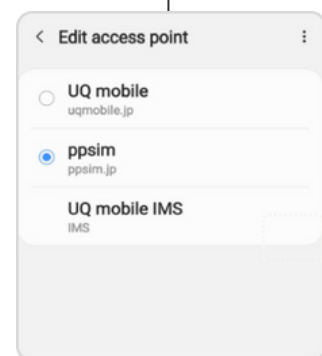 Edit access point
UQ mobile
uqmobile.jp
ppsim
ppsim.jp
UQ mobile IMS
IMS